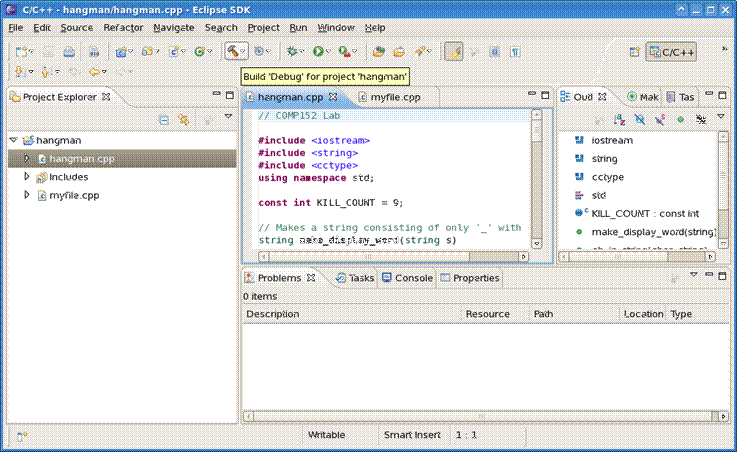 C/C++ - hangman/hangman.cpp - Eclipse SDK
File Edit Source Refactor Navigate Search Project Run Window Help
C/C++
Build 'Debug' for project 'hangman'
Project Explorer
hangman
hangman.cpp
Includes
myfile.cpp
hangman.cpp myfile.cpp
// COMP152 Lab
#include <iostream>
#include <string>
#include <cctype>
using namespace std;
const int KILL_COUNT = 9;
// Makes a string consisting of only '_' with
string make_display_word(string s)
Outl Mak Tas
iostream
string
cctype
std
KILL_COUNT : const int
make_display_word(string)
Problems Tasks Console Properties
0 items
Description Resource Path Location Type
Writable Smart Insert 1 : 1